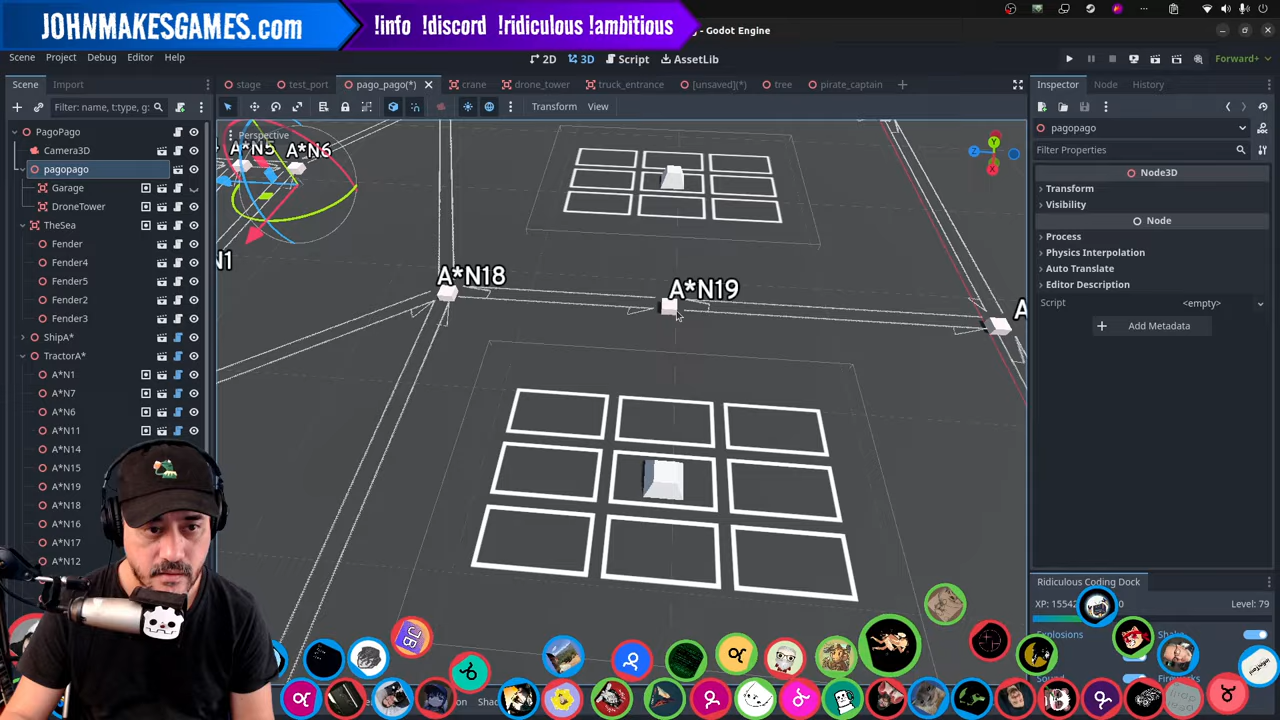 JOHNMAKESGAMES.com
!info !discord !ridiculous !ambitious
Godot Engine
Scene Project Debug Editor Help
2D 3D Script AssetLib
Forward+
Scene Import
stage test_port pago_pago(*) crane drone_tower truck_entrance [unsaved](*) tree pirate_captain
Inspector Node History
Filter: name, t:type, g:
Transform View
pagopago
Perspective
PagoPago
Camera3D
pagopago
Garage
DroneTower
TheSea
Fender
Fender4
Fender5
Fender2
Fender3
ShipA*
TractorA*
A*N1
A*N7
A*N6
A*N11
A*N14
A*N15
A*N19
A*N18
A*N16
A*N17
A*N12
A*N5 A*N6
N1
A*N18
A*N19
A
Filter Properties
Node3D
Transform
Visibility
Node
Process
Physics Interpolation
Auto Translate
Editor Description
Script <empty>
Add Metadata
Ridiculous Coding Dock
Level: 79
Explosions
Fireworks